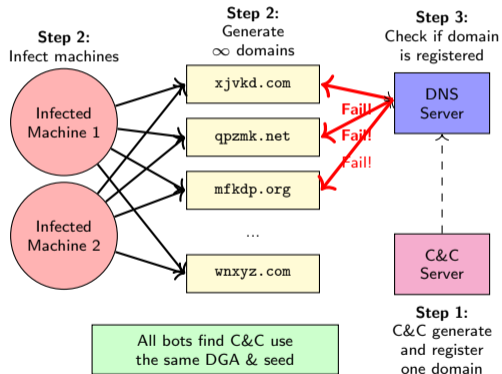 Step 2:
Infect machines
Step 2:
Generate
∞ domains
Step 3:
Check if domain
is registered
Infected
Machine 1
Infected
Machine 2
xjvkd.com
qpzmk.net
mfkdp.org
...
wnxyz.com
Fail!
Fail!
Fail!
DNS
Server
C&C
Server
Step 1:
C&C generate
and register
one domain
All bots find C&C use
the same DGA & seed